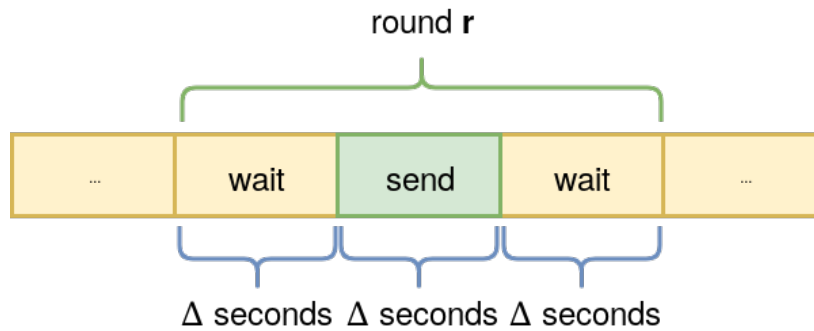 round r
... wait send wait ...
Δ seconds Δ seconds Δ seconds